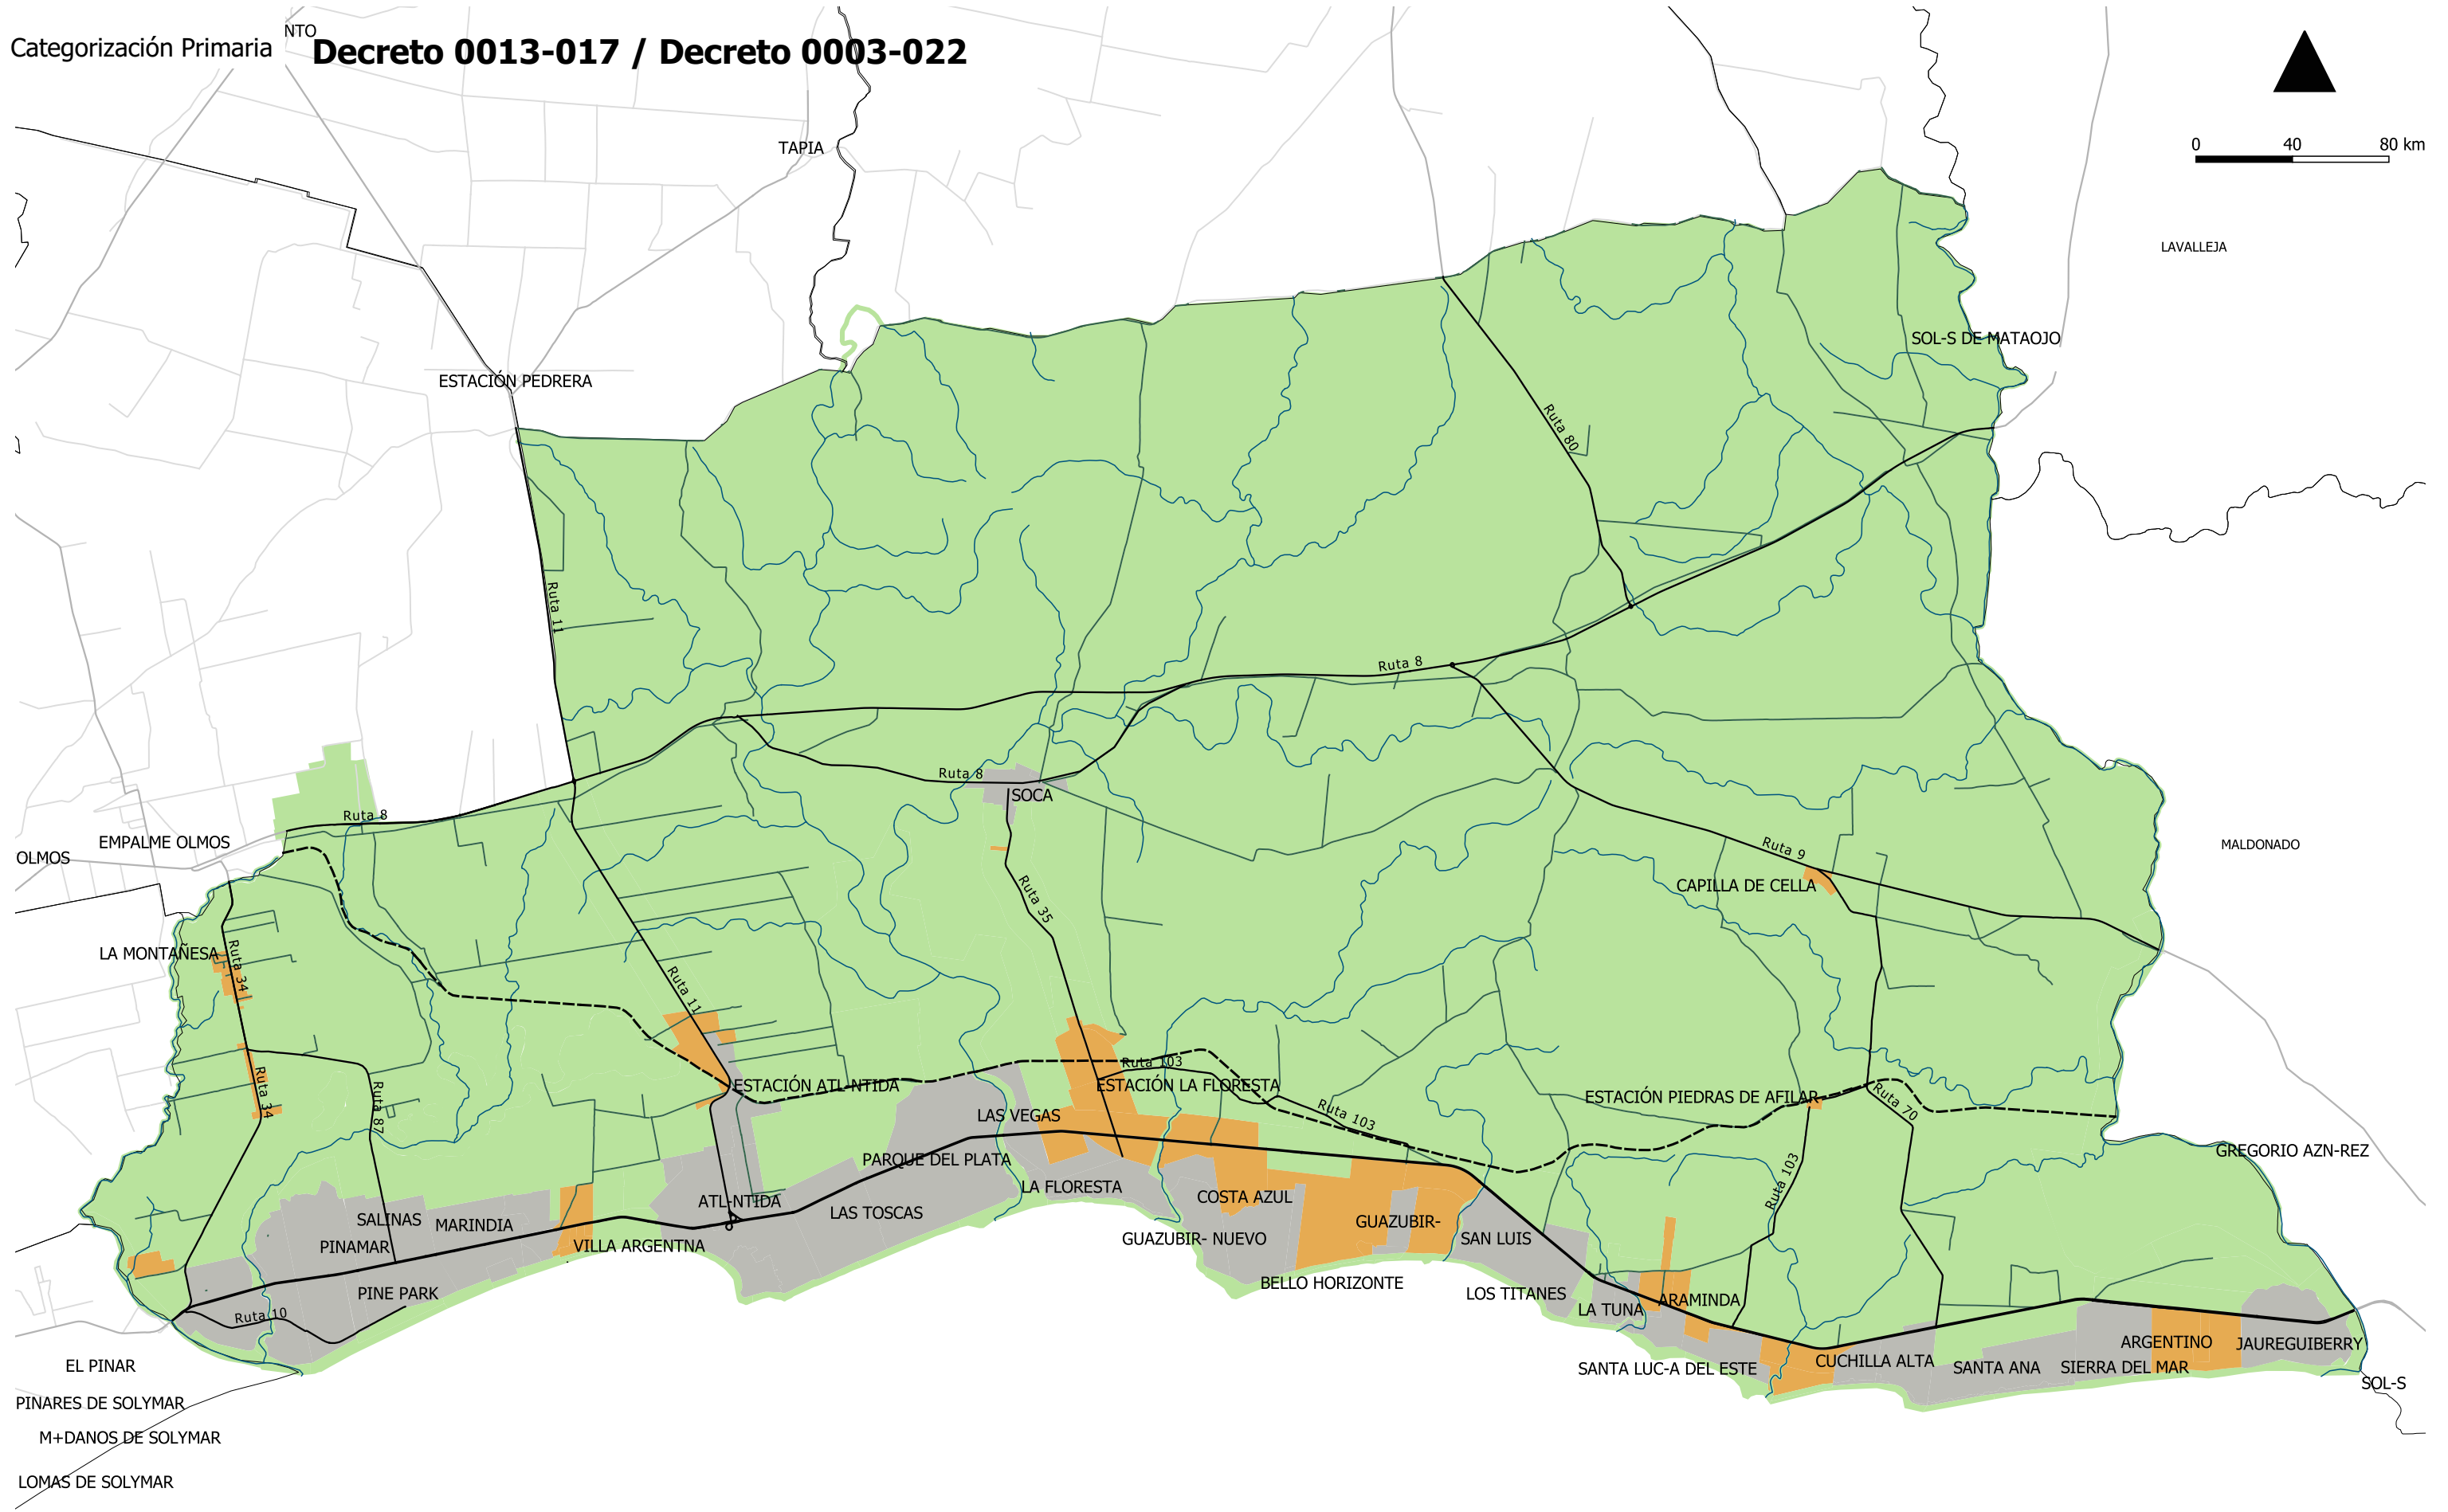 NTO
Categorización Primaria
Decreto 0013-017 / Decreto 0003-022
0 40 80 km
TAPIA
LAVALLEJA
SOL-S DE MATAOJO
ESTACIÓN PEDRERA
Ruta 80
Ruta 11
Ruta 8
Ruta 8
SOCA
Ruta 8
EMPALME OLMOS
OLMOS
Ruta 9
MALDONADO
CAPILLA DE CELLA
Ruta 35
LA MONTAÑESA
Ruta 34
Ruta 11
Ruta 103
ESTACIÓN ATL-NTIDA
ESTACIÓN LA FLORESTA
ESTACIÓN PIEDRAS DE AFILAR
Ruta 34
Ruta 87
Ruta 70
LAS VEGAS
Ruta 103
GREGORIO AZN-REZ
PARQUE DEL PLATA
Ruta 103
LA FLORESTA
COSTA AZUL
ATL-NTIDA
LAS TOSCAS
SALINAS
MARINDIA
GUAZUBIR-
PINAMAR
VILLA ARGENTNA
GUAZUBIR- NUEVO
SAN LUIS
BELLO HORIZONTE
PINE PARK
LOS TITANES
ARAMINDA
LA TUNA
Ruta 10
ARGENTINO
JAUREGUIBERRY
CUCHILLA ALTA
EL PINAR
SANTA LUC-A DEL ESTE
SANTA ANA
SIERRA DEL MAR
SOL-S
PINARES DE SOLYMAR
M+DANOS DE SOLYMAR
LOMAS DE SOLYMAR